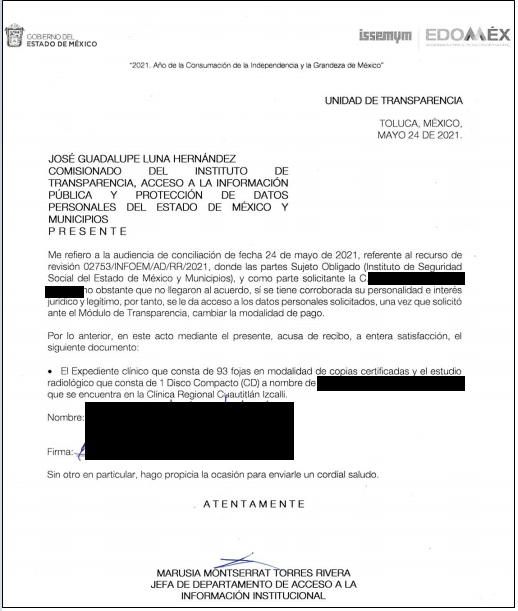 GOBIERNO DEL
ESTADO DE MÉXICO
issemym
EDOMÉX
"2021. Año de la Consumación de la Independencia y la Grandeza de México"
UNIDAD DE TRANSPARENCIA
TOLUCA, MÉXICO,
MAYO 24 DE 2021.
JOSÉ GUADALUPE LUNA HERNÁNDEZ
COMISIONADO DEL INSTITUTO DE
TRANSPARENCIA, ACCESO A LA INFORMACIÓN
PÚBLICA Y PROTECCIÓN DE DATOS
PERSONALES DEL ESTADO DE MÉXICO Y
MUNICIPIOS
P R E S E N T E
Me refiero a la audiencia de conciliación de fecha 24 de mayo de 2021, referente al recurso de
revisión 02753/INFOEM/AD/RR/2021, donde las partes Sujeto Obligado (Instituto de Seguridad
Social del Estado de México y Municipios), y como parte solicitante la C.
no obstante que no llegaron al acuerdo, sí se tiene corroborada su personalidad e interés
jurídico y legítimo, por tanto, se le da acceso a los datos personales solicitados, una vez que solicitó
ante el Módulo de Transparencia, cambiar la modalidad de pago.
Por lo anterior, en este acto mediante el presente, acusa de recibo, a entera satisfacción, el
siguiente documento:
• El Expediente clínico que consta de 93 fojas en modalidad de copias certificadas y el estudio
radiológico que consta de 1 Disco Compacto (CD) a nombre de
que se encuentra en la Clínica Regional Cuautitlán Izcalli.
Nombre:
Firma:
Sin otro en particular, hago propicia la ocasión para enviarle un cordial saludo.
A T E N T A M E N T E
MARUSIA MONTSERRAT TORRES RIVERA
JEFA DE DEPARTAMENTO DE ACCESO A LA
INFORMACIÓN INSTITUCIONAL